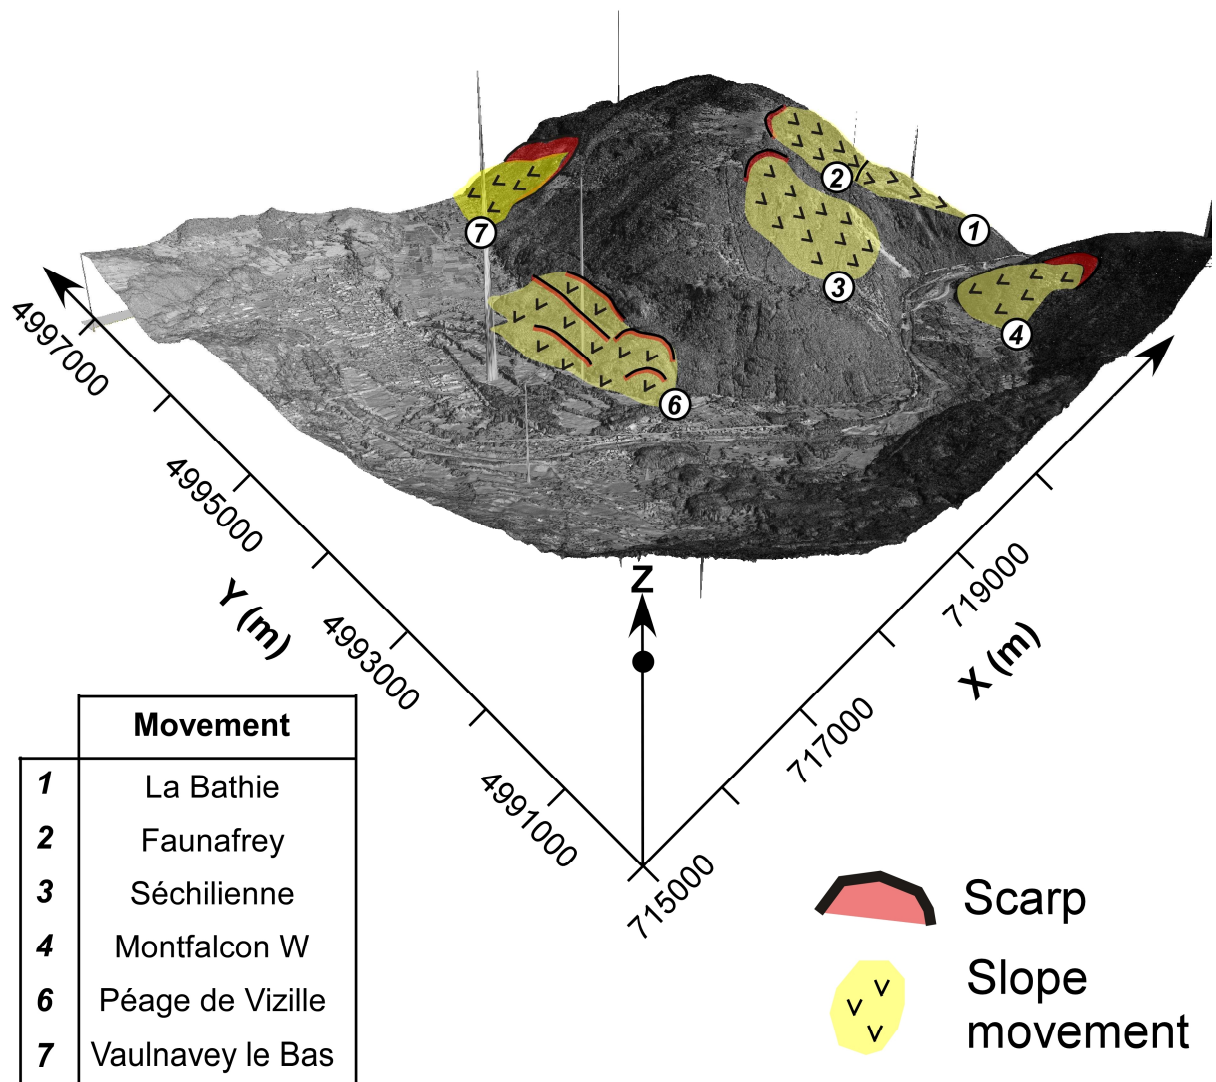 7
2
1
3
4
6
4997000
4995000
4993000
4991000
Y (m)
Z
715000
717000
719000
X (m)
Movement
1 La Bathie
2 Faunafrey
3 Séchilienne
4 Montfalcon W
6 Péage de Vizille
7 Vaulnavey le Bas
Scarp
Slope
movement